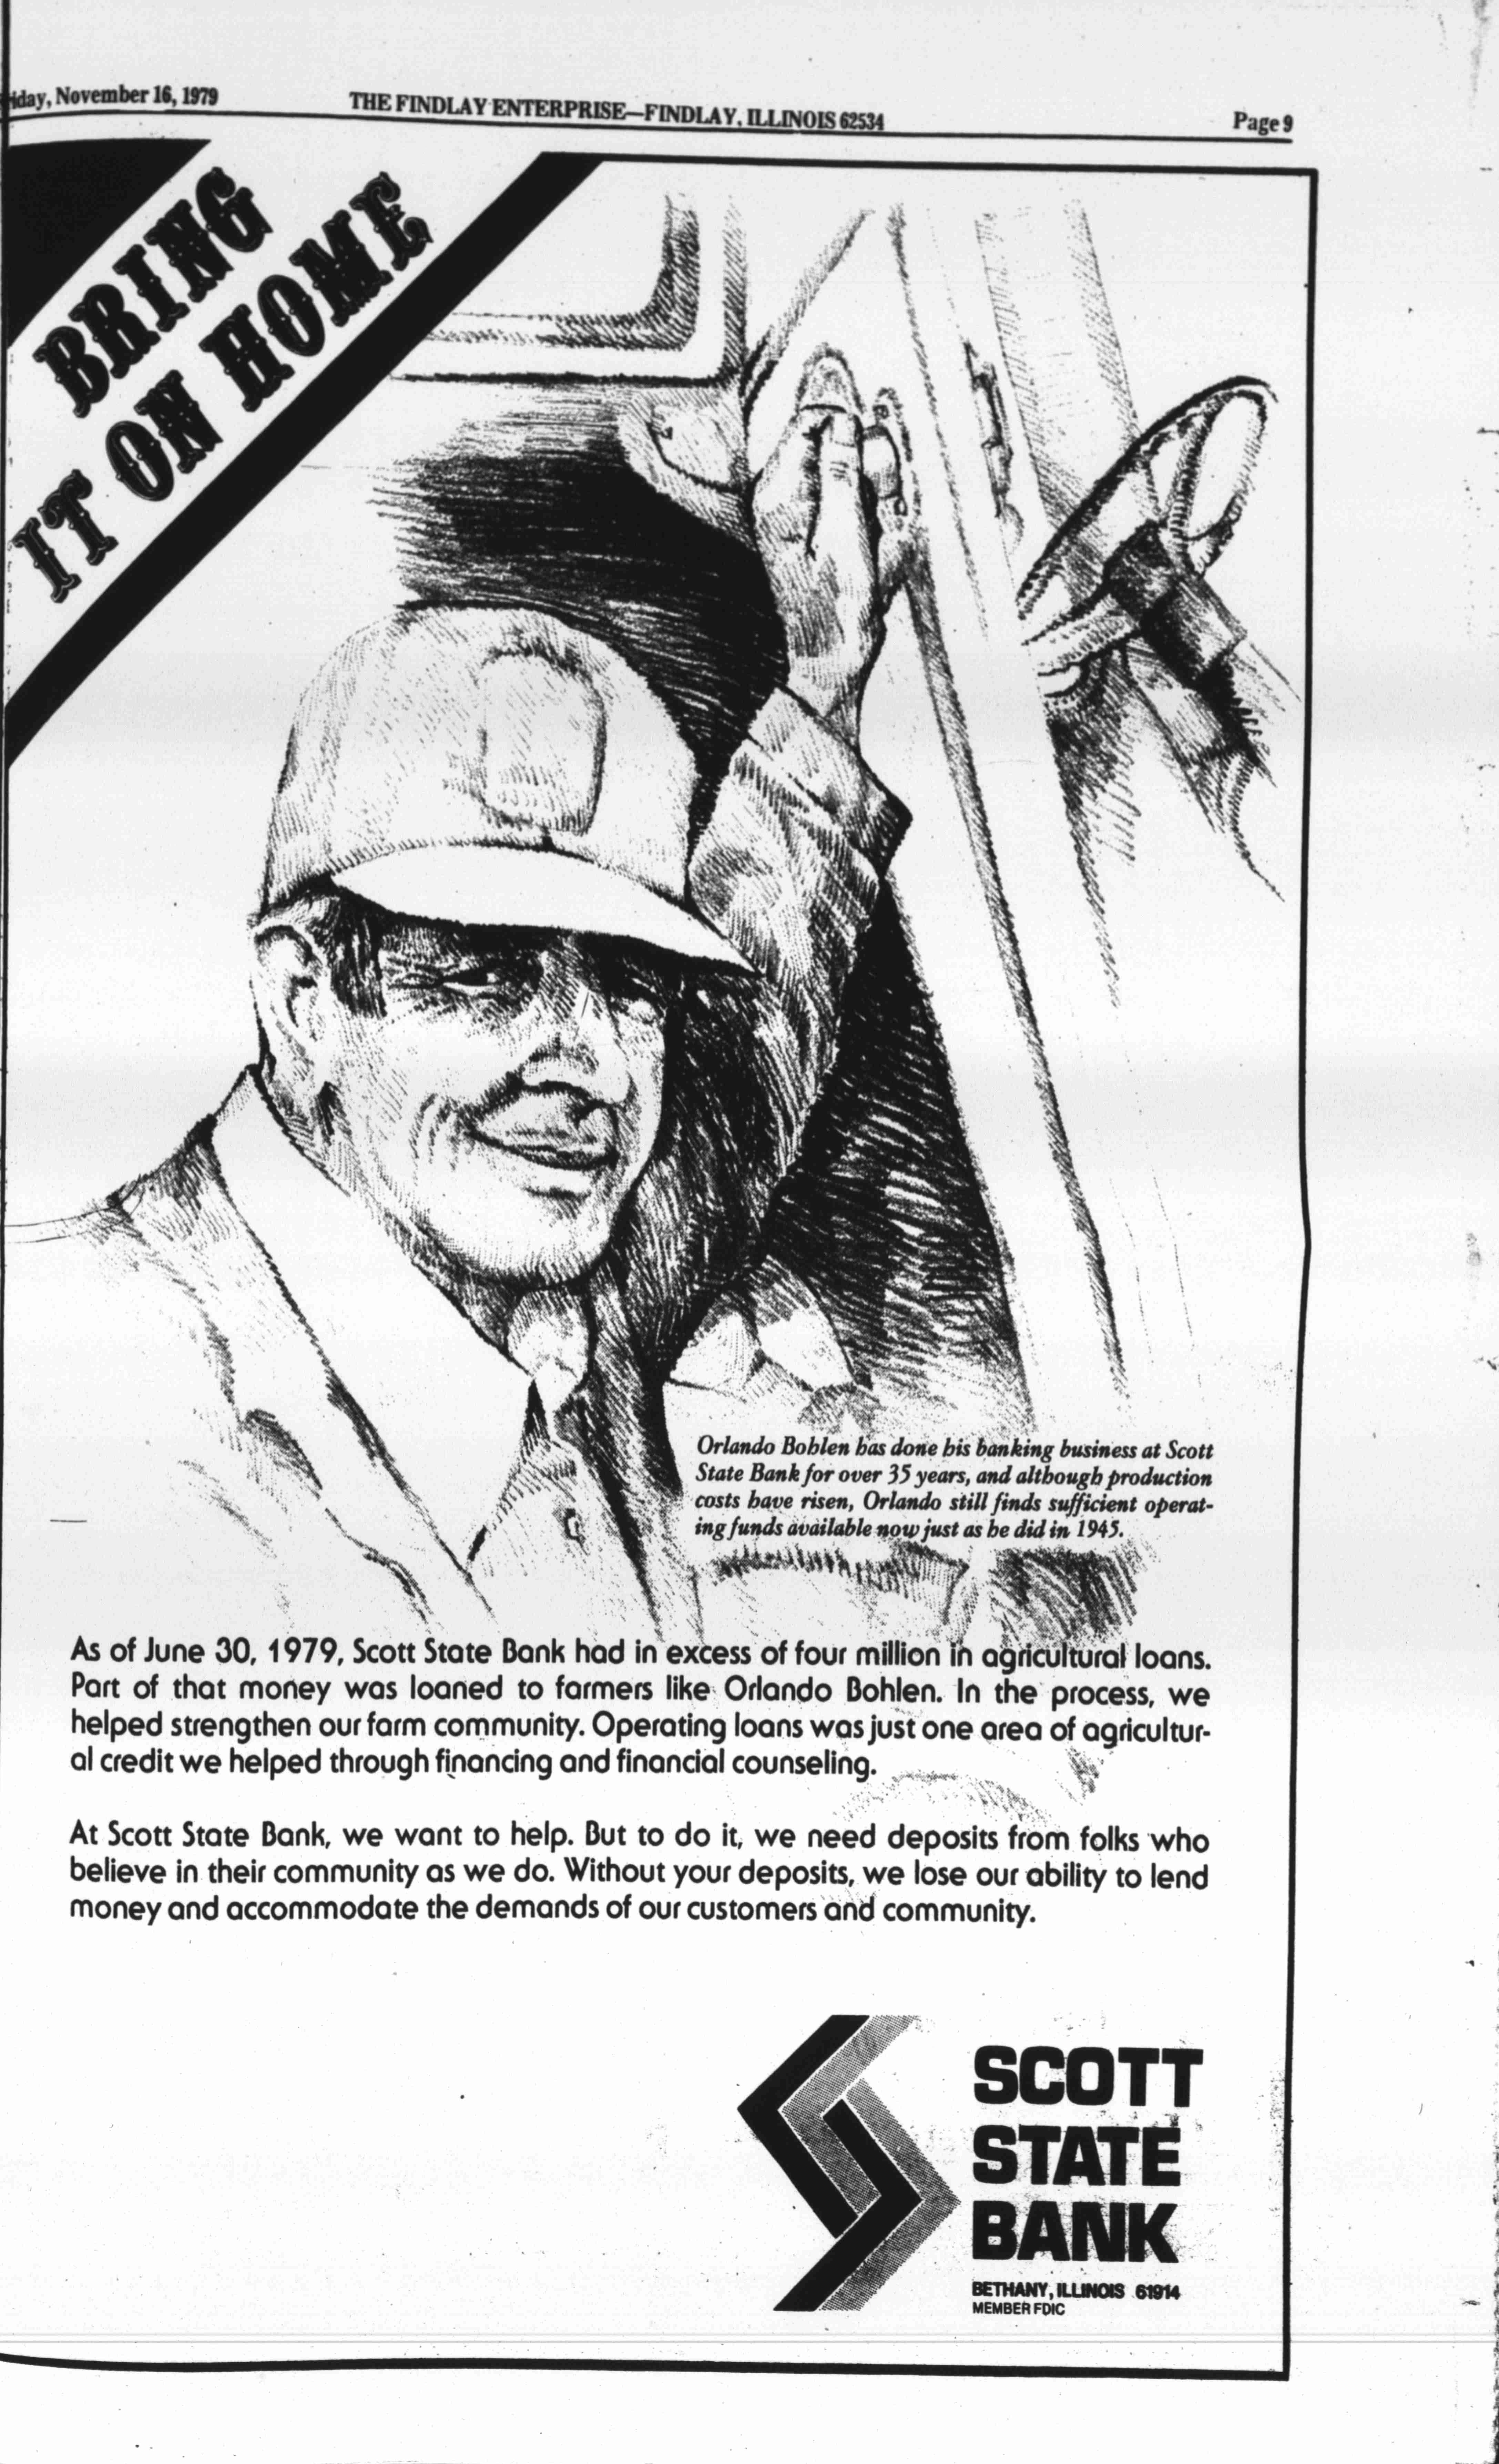 iday, November 16, 1979
THE FINDLAY ENTERPRISE—FINDLAY, ILLINOIS 62534
Page 9
BRING
IT ON HOME
Orlando Bohlen has done his banking business at Scott
State Bank for over 35 years, and although production
costs have risen, Orlando still finds sufficient operat-
ing funds available now just as he did in 1945.
As of June 30, 1979, Scott State Bank had in excess of four million in agricultural loans.
Part of that money was loaned to farmers like Orlando Bohlen. In the process, we
helped strengthen our farm community. Operating loans was just one area of agricultur-
al credit we helped through financing and financial counseling.
At Scott State Bank, we want to help. But to do it, we need deposits from folks who
believe in their community as we do. Without your deposits, we lose our ability to lend
money and accommodate the demands of our customers and community.
SCOTT
STATE
BANK
BETHANY, ILLINOIS 61914
MEMBER FDIC